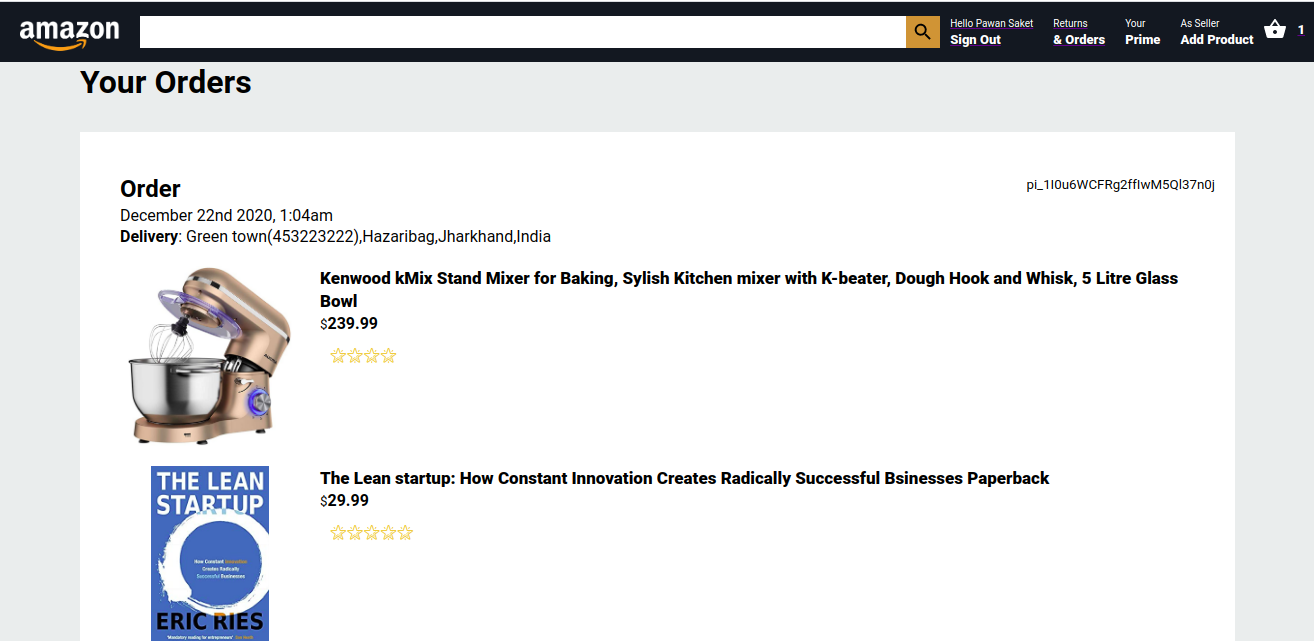 amazon
Hello Pawan Saket
Sign Out
Returns
& Orders
Your
Prime
As Seller
Add Product
1
Your Orders
Order
pi_1I0u6WCFRg2ffIwM5Ql37n0j
December 22nd 2020, 1:04am
Delivery: Green town(453223222),Hazaribag,Jharkhand,India
Kenwood kMix Stand Mixer for Baking, Sylish Kitchen mixer with K-beater, Dough Hook and Whisk, 5 Litre Glass
Bowl
$239.99
The Lean startup: How Constant Innovation Creates Radically Successful Bsinesses Paperback
$29.99
THE LEAN
STARTUP
How Constant Innovation
Creates Radically
Successful Businesses
ERIC RIES
'Mandatory reading for entrepreneurs'